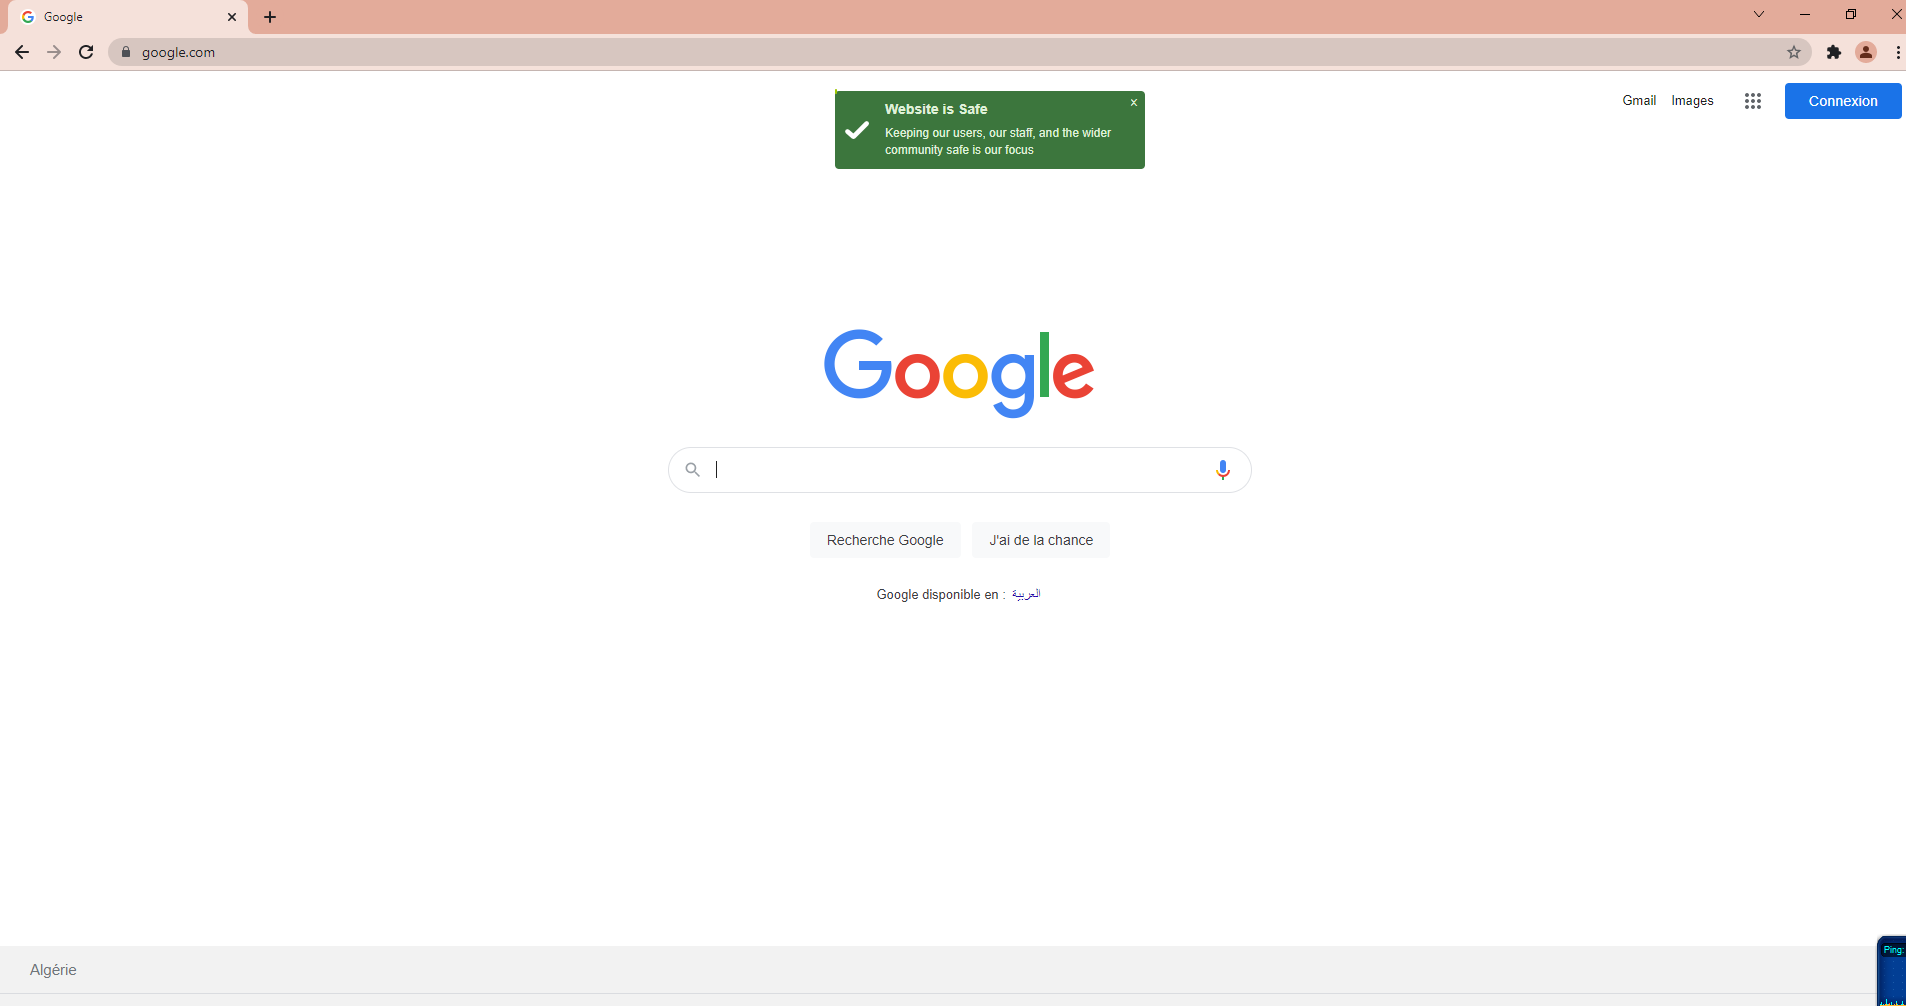 Google
google.com
Website is Safe
x
Keeping our users, our staff, and the wider
community safe is our focus
Gmail Images
Connexion
Google
Recherche Google
J'ai de la chance
Google disponible en : العربية
Algérie
Ping: